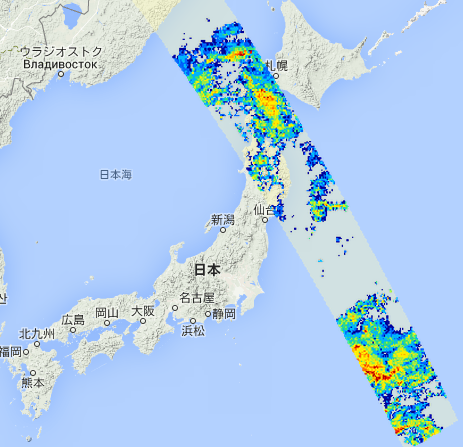 ウラジオストク
Владивосток
札幌
日本海
仙台
新潟
日本
名古屋
岡山
大阪
静岡
広島
浜松
北九州
福岡
熊本